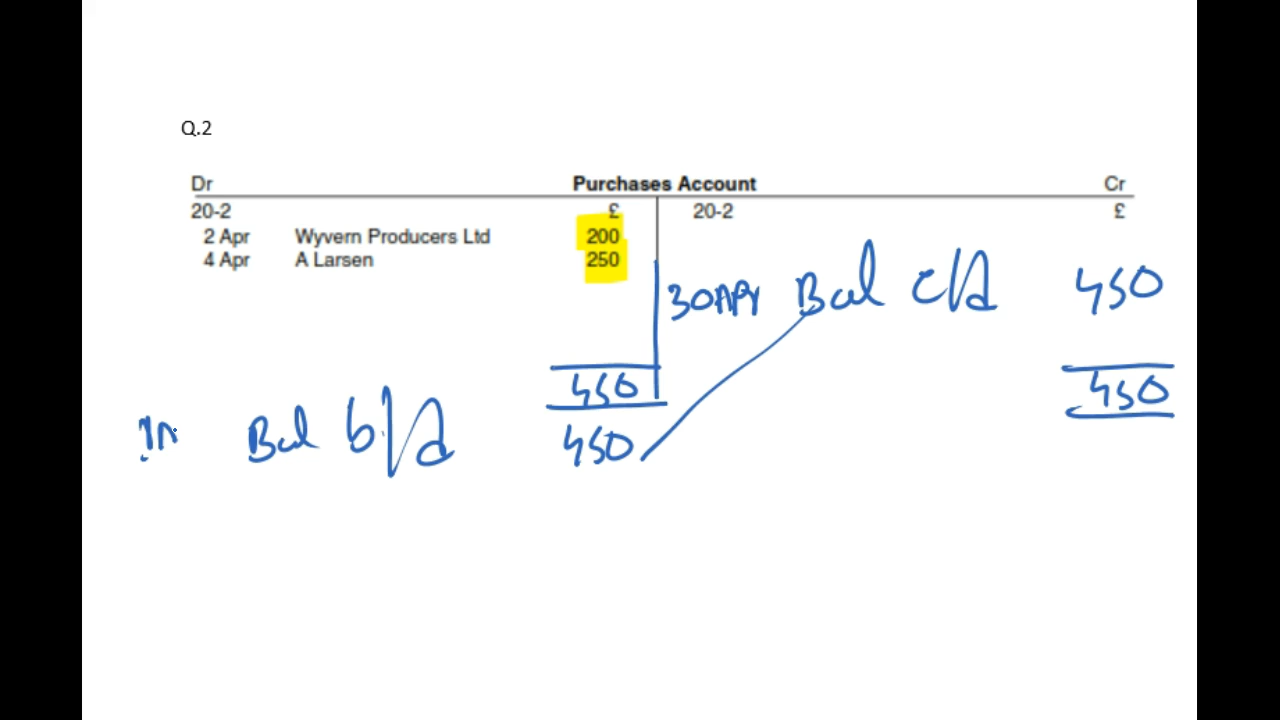 Q.2
Dr Purchases Account Cr
20-2 £ 20-2 £
2 Apr Wyvern Producers Ltd 200
4 Apr A Larsen 250
30 Apr Bal c/d 450
450 450
Bal b/d 450